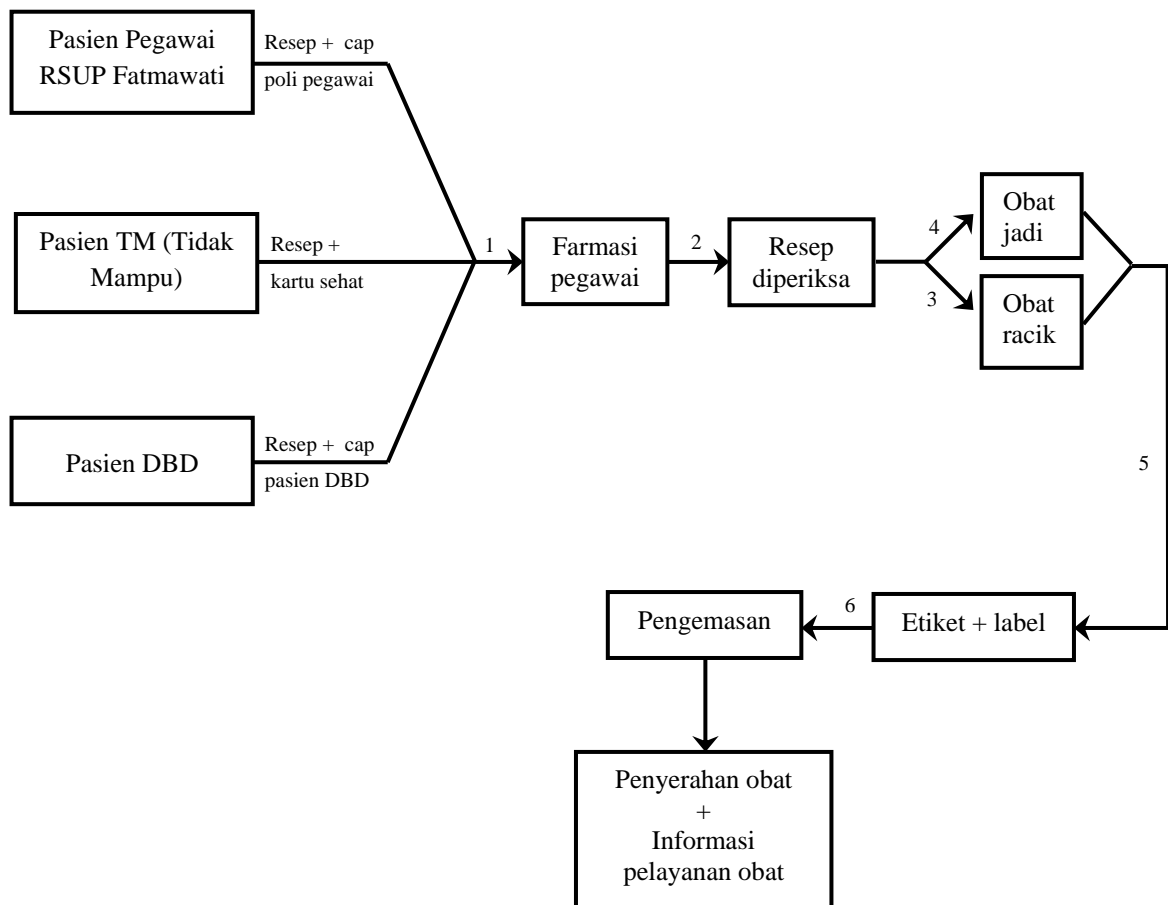 Pasien Pegawai
RSUP Fatmawati
Resep + cap
poli pegawai
Pasien TM (Tidak
Mampu)
Resep +
kartu sehat
Pasien DBD
Resep + cap
pasien DBD
1
Farmasi
pegawai
2
Resep
diperiksa
4
3
Obat
jadi
Obat
racik
5
Etiket + label
6
Pengemasan
Penyerahan obat
+
Informasi
pelayanan obat